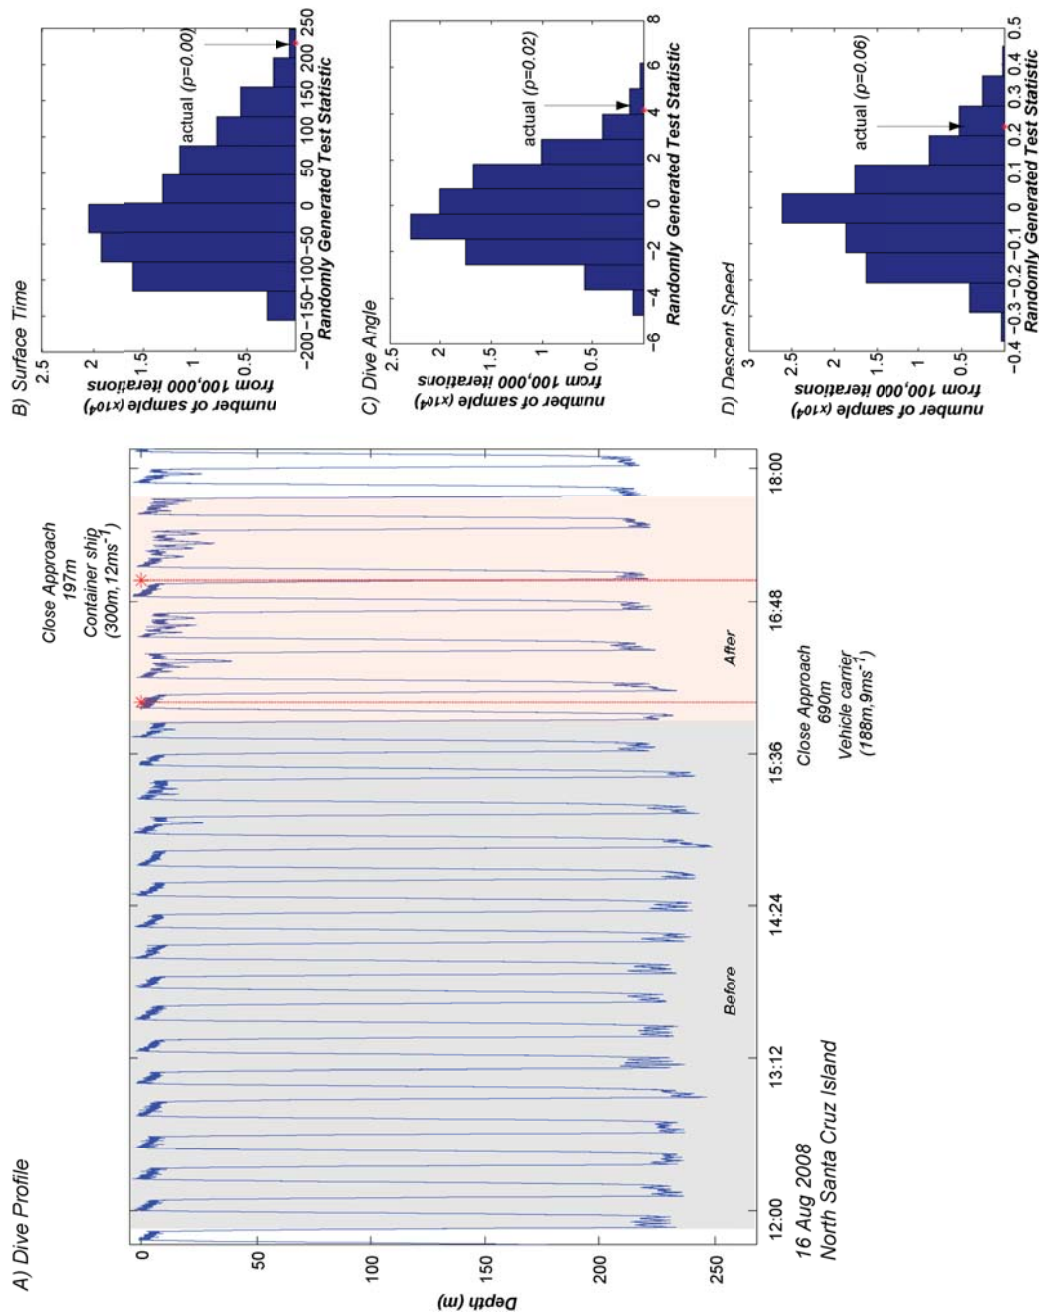 A) Dive Profile
Close Approach
197m
Container ship
(300m,12ms-1)
0
50
100
150
200
250
Depth (m)
Before
After
12:00
13:12
14:24
15:36
16:48
18:00
16 Aug 2008
North Santa Cruz Island
Close Approach
690m
Vehicle carrier
(188m,9ms-1)
B) Surface Time
2.5
2
1.5
1
0.5
number of sample (x10⁴)
from 100,000 iterations
actual (p=0.00)
-200
-150
-100
-50
0
50
100
150
200
250
Randomly Generated Test Statistic
C) Dive Angle
2.5
2
1.5
1
0.5
number of sample (x10⁴)
from 100,000 iterations
actual (p=0.02)
-6
-4
-2
0
2
4
6
8
Randomly Generated Test Statistic
D) Descent Speed
2.5
2
1.5
1
0.5
number of sample (x10⁴)
from 100,000 iterations
actual (p=0.06)
-0.4
-0.3
-0.2
-0.1
0
0.1
0.2
0.3
0.4
0.5
Randomly Generated Test Statistic